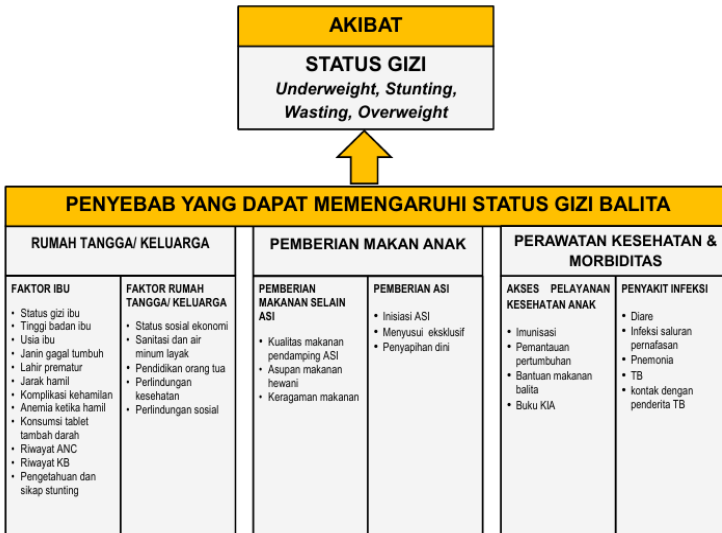 AKIBAT
STATUS GIZI
Underweight, Stunting,
Wasting, Overweight
PENYEBAB YANG DAPAT MEMENGARUHI STATUS GIZI BALITA
RUMAH TANGGA/ KELUARGA
FAKTOR IBU
• Status gizi ibu
• Tinggi badan ibu
• Usia ibu
• Janin gagal tumbuh
• Lahir prematur
• Jarak hamil
• Komplikasi kehamilan
• Anemia ketika hamil
• Konsumsi tablet
tambah darah
• Riwayat ANC
• Riwayat KB
• Pengetahuan dan
sikap stunting
FAKTOR RUMAH
TANGGA/ KELUARGA
• Status sosial ekonomi
• Sanitasi dan air
minum layak
• Pendidikan orang tua
• Perlindungan
kesehatan
• Perlindungan sosial
PEMBERIAN MAKAN ANAK
PEMBERIAN
MAKANAN SELAIN
ASI
• Kualitas makanan
pendamping ASI
• Asupan makanan
hewani
• Keragaman makanan
PEMBERIAN ASI
• Inisiasi ASI
• Menyusui eksklusif
• Penyapihan dini
PERAWATAN KESEHATAN &
MORBIDITAS
AKSES PELAYANAN
KESEHATAN ANAK
• Imunisasi
• Pemantauan
pertumbuhan
• Bantuan makanan
balita
• Buku KIA
PENYAKIT INFEKSI
• Diare
• Infeksi saluran
pernafasan
• Pnemonia
• TB
• kontak dengan
penderita TB